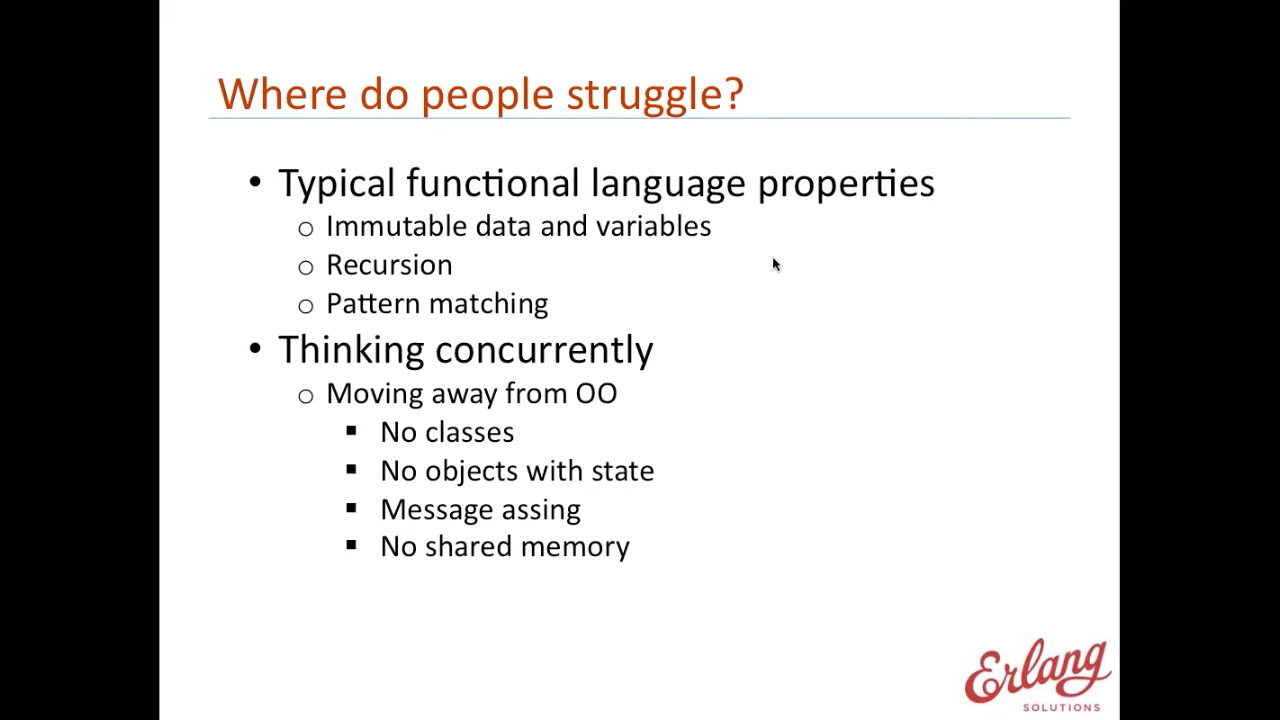 Where do people struggle?
• Typical functional language properties
o Immutable data and variables
o Recursion
o Pattern matching
• Thinking concurrently
o Moving away from OO
▪ No classes
▪ No objects with state
▪ Message assing
▪ No shared memory
Erlang
SOLUTIONS